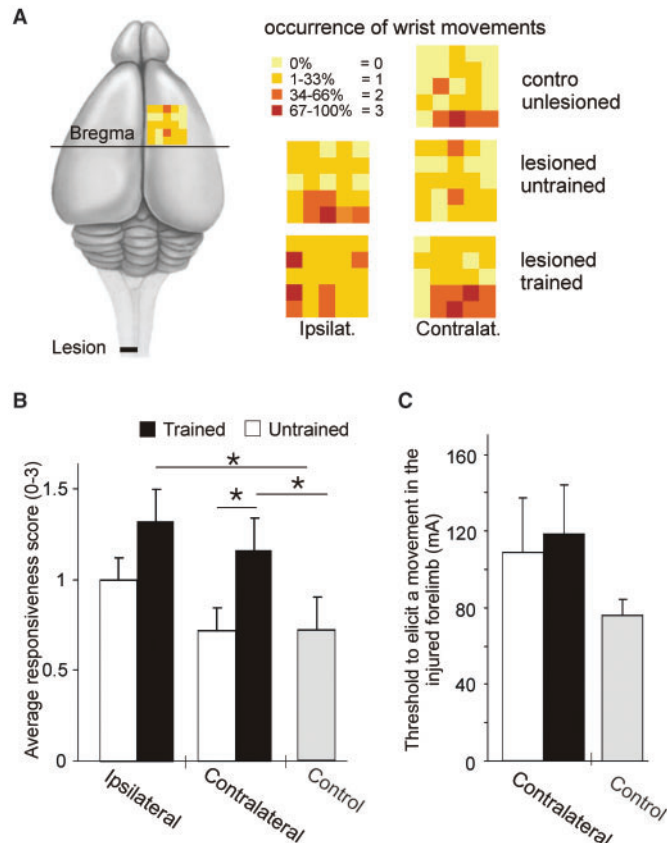 A
occurrence of wrist movements
0% = 0
1-33% = 1
34-66% = 2
67-100% = 3
contro
unlesioned
Bregma
lesioned
untrained
lesioned
trained
Ipsilat.
Contralat.
Lesion
B
Trained
Untrained
Average responsiveness score (0-3)
1.5
1
0.5
0
*
*
*
Ipsilateral
Contralateral
Control
C
Threshold to elicit a movement in the
injured forelimb (mA)
160
120
80
40
0
Contralateral
Control